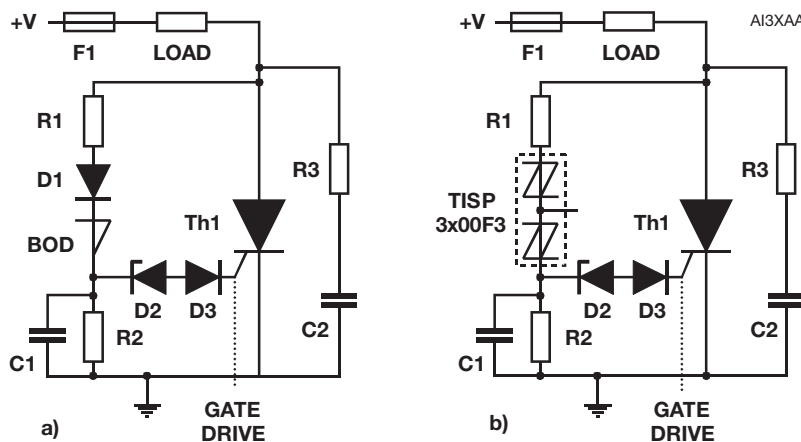 +V
F1
LOAD
R1
D1
BOD
Th1
R3
D2
D3
C1
R2
C2
GATE
DRIVE
a)
+V
F1
LOAD
AI3XAA
R1
TISP
3x00F3
Th1
R3
D2
D3
C1
R2
C2
GATE
DRIVE
b)